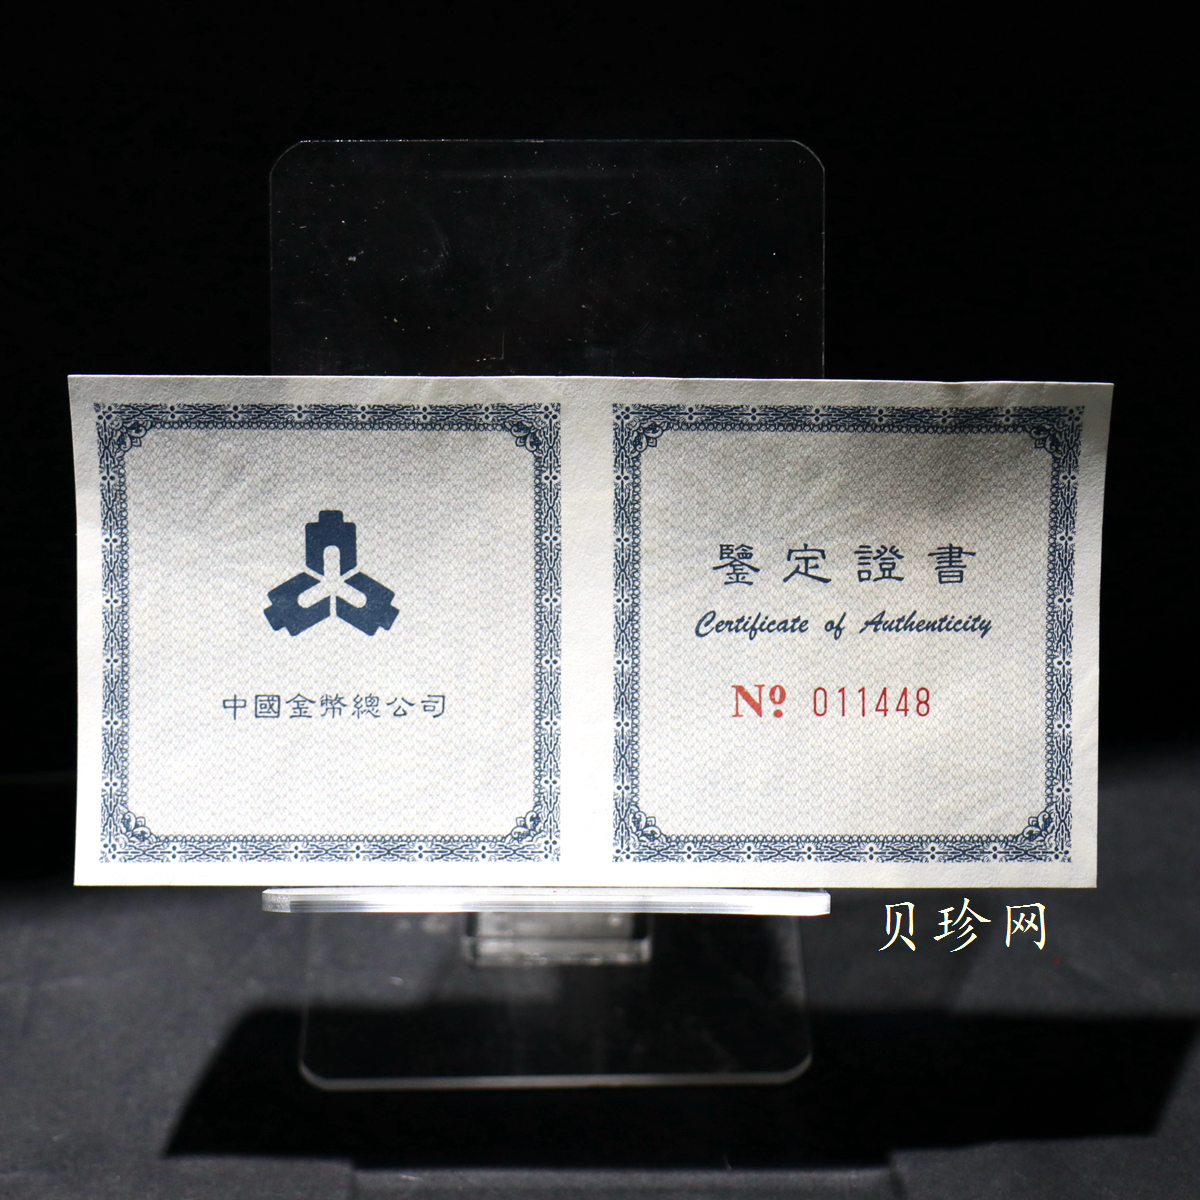 中國金幣總公司
鑒定證書
Certificate of Authenticity
Nº 011448
贝珍网